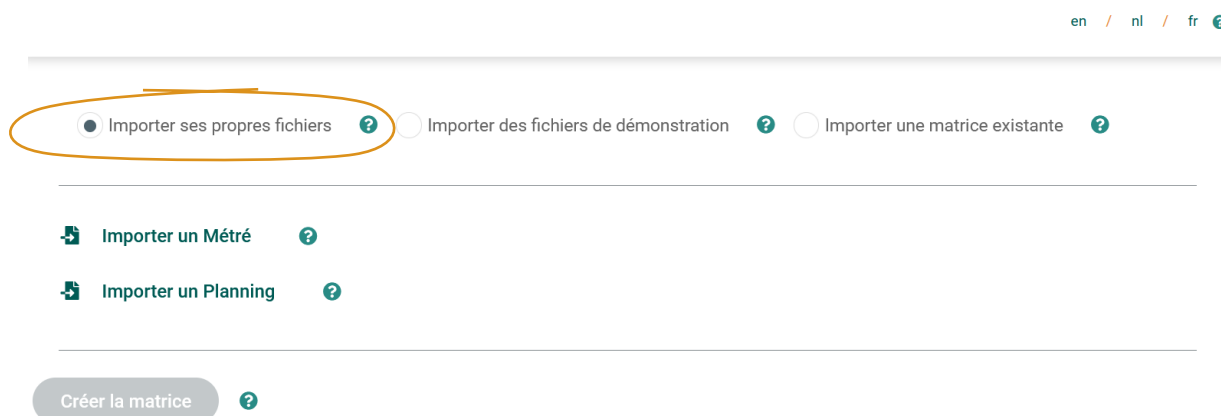 en / nl / fr
Importer ses propres fichiers ? Importer des fichiers de démonstration ? Importer une matrice existante ?
Importer un Métré ?
Importer un Planning ?
Créer la matrice ?